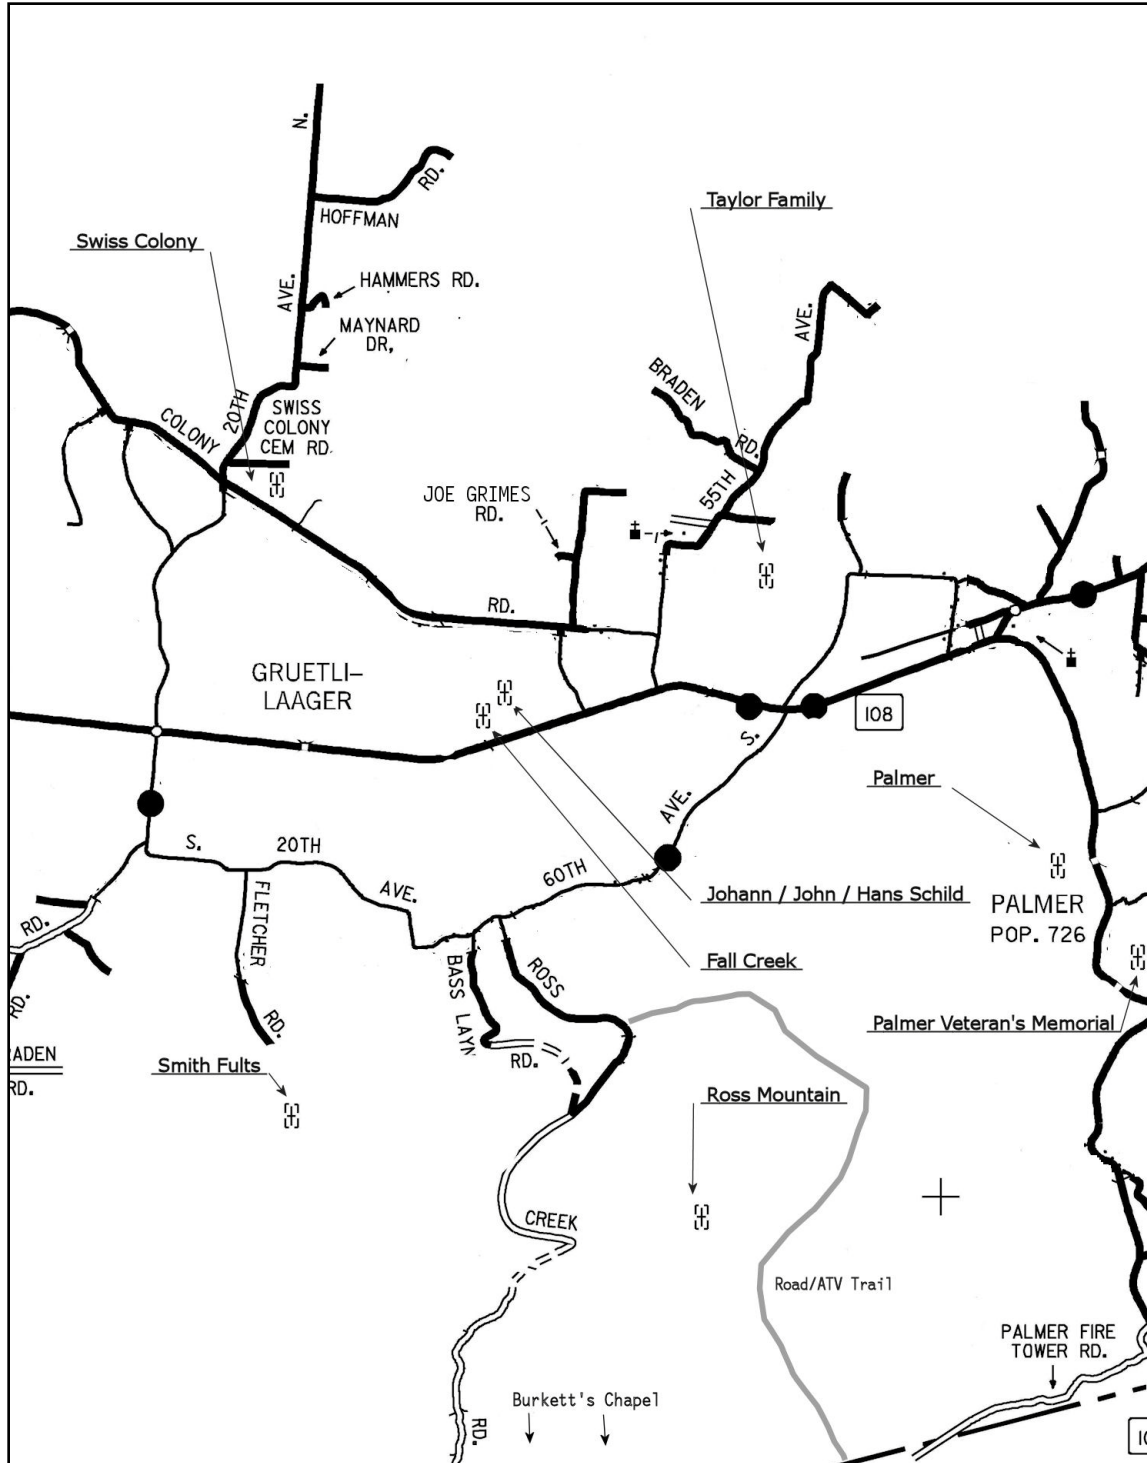 N.
RD.
HOFFMAN
Taylor Family
Swiss Colony
AVE.
HAMMERS RD.
MAYNARD
DR,
AVE.
BRADEN
RD.
COLONY
20TH
SWISS
COLONY
CEM RD.
55TH
JOE GRIMES
RD.
RD.
GRUETLI-
LAAGER
108
S.
Palmer
AVE.
S.
20TH
60TH
AVE.
FLETCHER
RD.
Johann / John / Hans Schild
PALMER
POP. 726
RD.
BASS LAYN
RD.
ROSS
Fall Creek
Palmer Veteran's Memorial
RD.
RADEN
RD.
Smith Fults
Ross Mountain
CREEK
Road/ATV Trail
PALMER FIRE
TOWER RD.
Burkett's Chapel
RD.